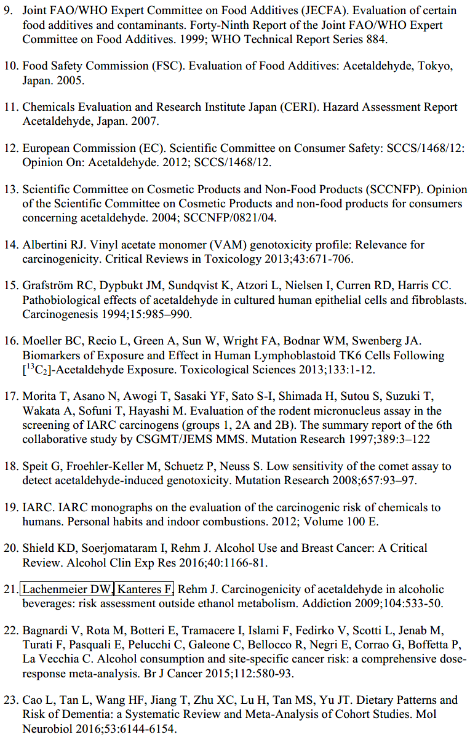 9. Joint FAO/WHO Expert Committee on Food Additives (JECFA). Evaluation of certain
food additives and contaminants. Forty-Ninth Report of the Joint FAO/WHO Expert
Committee on Food Additives. 1999; WHO Technical Report Series 884.
10. Food Safety Commission (FSC). Evaluation of Food Additives: Acetaldehyde, Tokyo,
Japan. 2005.
11. Chemicals Evaluation and Research Institute Japan (CERI). Hazard Assessment Report
Acetaldehyde, Japan. 2007.
12. European Commission (EC). Scientific Committee on Consumer Safety: SCCS/1468/12:
Opinion On: Acetaldehyde. 2012; SCCS/1468/12.
13. Scientific Committee on Cosmetic Products and Non-Food Products (SCCNFP). Opinion
of the Scientific Committee on Cosmetic Products and non-food products for consumers
concerning acetaldehyde. 2004; SCCNFP/0821/04.
14. Albertini RJ. Vinyl acetate monomer (VAM) genotoxicity profile: Relevance for
carcinogenicity. Critical Reviews in Toxicology 2013;43:671-706.
15. Grafström RC, Dypbukt JM, Sundqvist K, Atzori L, Nielsen I, Curren RD, Harris CC.
Pathobiological effects of acetaldehyde in cultured human epithelial cells and fibroblasts.
Carcinogenesis 1994;15:985–990.
16. Moeller BC, Recio L, Green A, Sun W, Wright FA, Bodnar WM, Swenberg JA.
Biomarkers of Exposure and Effect in Human Lymphoblastoid TK6 Cells Following
[¹³C₂]-Acetaldehyde Exposure. Toxicological Sciences 2013;133:1-12.
17. Morita T, Asano N, Awogi T, Sasaki YF, Sato S-I, Shimada H, Sutou S, Suzuki T,
Wakata A, Sofuni T, Hayashi M. Evaluation of the rodent micronucleus assay in the
screening of IARC carcinogens (groups 1, 2A and 2B). The summary report of the 6th
collaborative study by CSGMT/JEMS MMS. Mutation Research 1997;389:3–122
18. Speit G, Froehler-Keller M, Schuetz P, Neuss S. Low sensitivity of the comet assay to
detect acetaldehyde-induced genotoxicity. Mutation Research 2008;657:93–97.
19. IARC. IARC monographs on the evaluation of the carcinogenic risk of chemicals to
humans. Personal habits and indoor combustions. 2012; Volume 100 E.
20. Shield KD, Soerjomataram I, Rehm J. Alcohol Use and Breast Cancer: A Critical
Review. Alcohol Clin Exp Res 2016;40:1166-81.
21. Lachenmeier DW, Kanteres F, Rehm J. Carcinogenicity of acetaldehyde in alcoholic
beverages: risk assessment outside ethanol metabolism. Addiction 2009;104:533-50.
22. Bagnardi V, Rota M, Botteri E, Tramacere I, Islami F, Fedirko V, Scotti L, Jenab M,
Turati F, Pasquali E, Pelucchi C, Galeone C, Bellocco R, Negri E, Corrao G, Boffetta P,
La Vecchia C. Alcohol consumption and site-specific cancer risk: a comprehensive dose-
response meta-analysis. Br J Cancer 2015;112:580-93.
23. Cao L, Tan L, Wang HF, Jiang T, Zhu XC, Lu H, Tan MS, Yu JT. Dietary Patterns and
Risk of Dementia: a Systematic Review and Meta-Analysis of Cohort Studies. Mol
Neurobiol 2016;53:6144-6154.